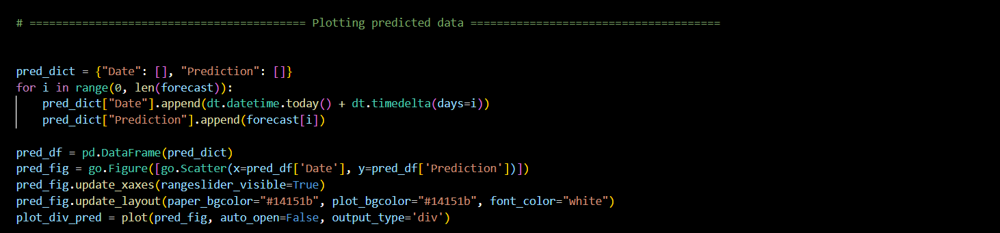 # ========================================== Plotting predicted data ======================================
pred_dict = {"Date": [], "Prediction": []}
for i in range(0, len(forecast)):
    pred_dict["Date"].append(dt.datetime.today() + dt.timedelta(days=i))
    pred_dict["Prediction"].append(forecast[i])
pred_df = pd.DataFrame(pred_dict)
pred_fig = go.Figure([go.Scatter(x=pred_df['Date'], y=pred_df['Prediction'])])
pred_fig.update_xaxes(rangeslider_visible=True)
pred_fig.update_layout(paper_bgcolor="#14151b", plot_bgcolor="#14151b", font_color="white")
plot_div_pred = plot(pred_fig, auto_open=False, output_type='div')